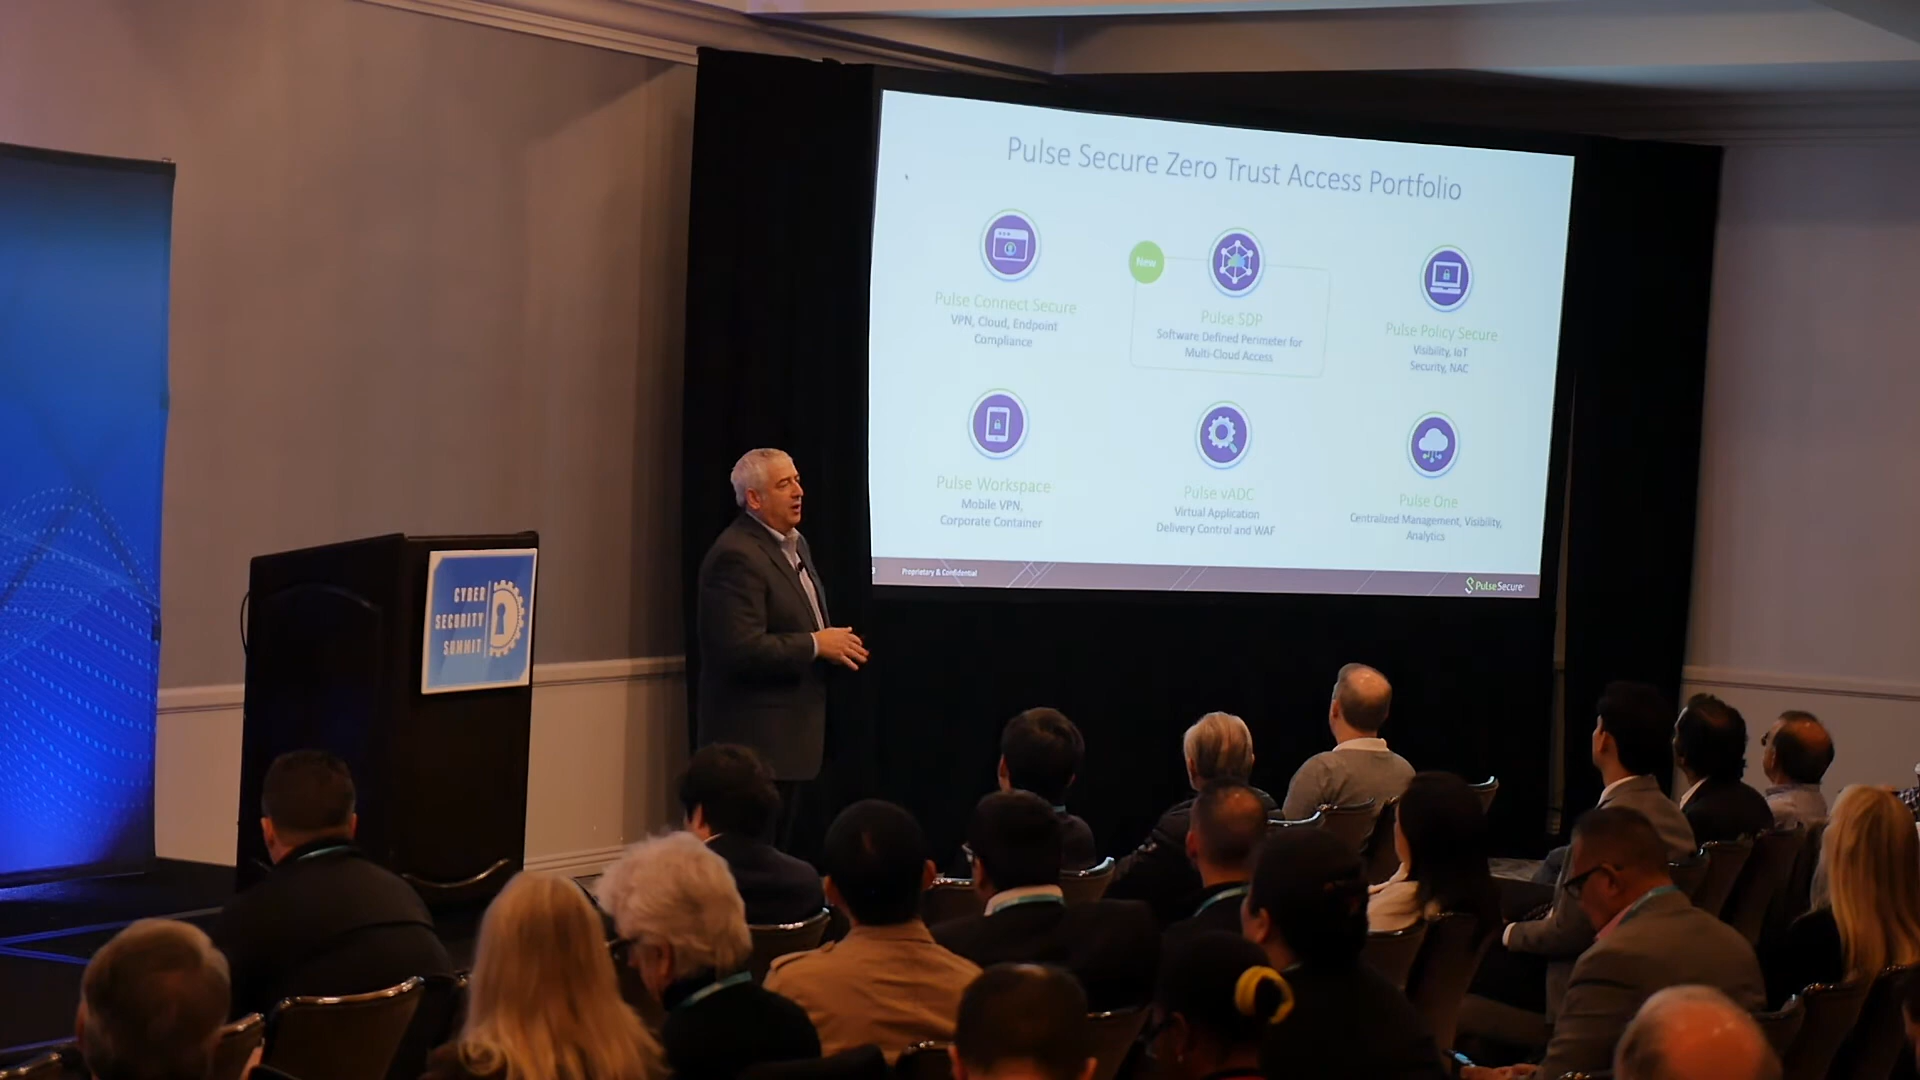 Pulse Secure Zero Trust Access Portfolio
Pulse Connect Secure
VPN, Cloud, Endpoint
Compliance
New
Pulse SDP
Software Defined Perimeter for
Multi-Cloud Access
Pulse Policy Secure
Visibility, IoT
Security, NAC
Pulse Workspace
Mobile VPN,
Corporate Container
Pulse vADC
Virtual Application
Delivery Control and WAF
Pulse One
Centralized Management, Visibility,
Analytics
Proprietary & Confidential
PulseSecure
CYBER
SECURITY
SUMMIT